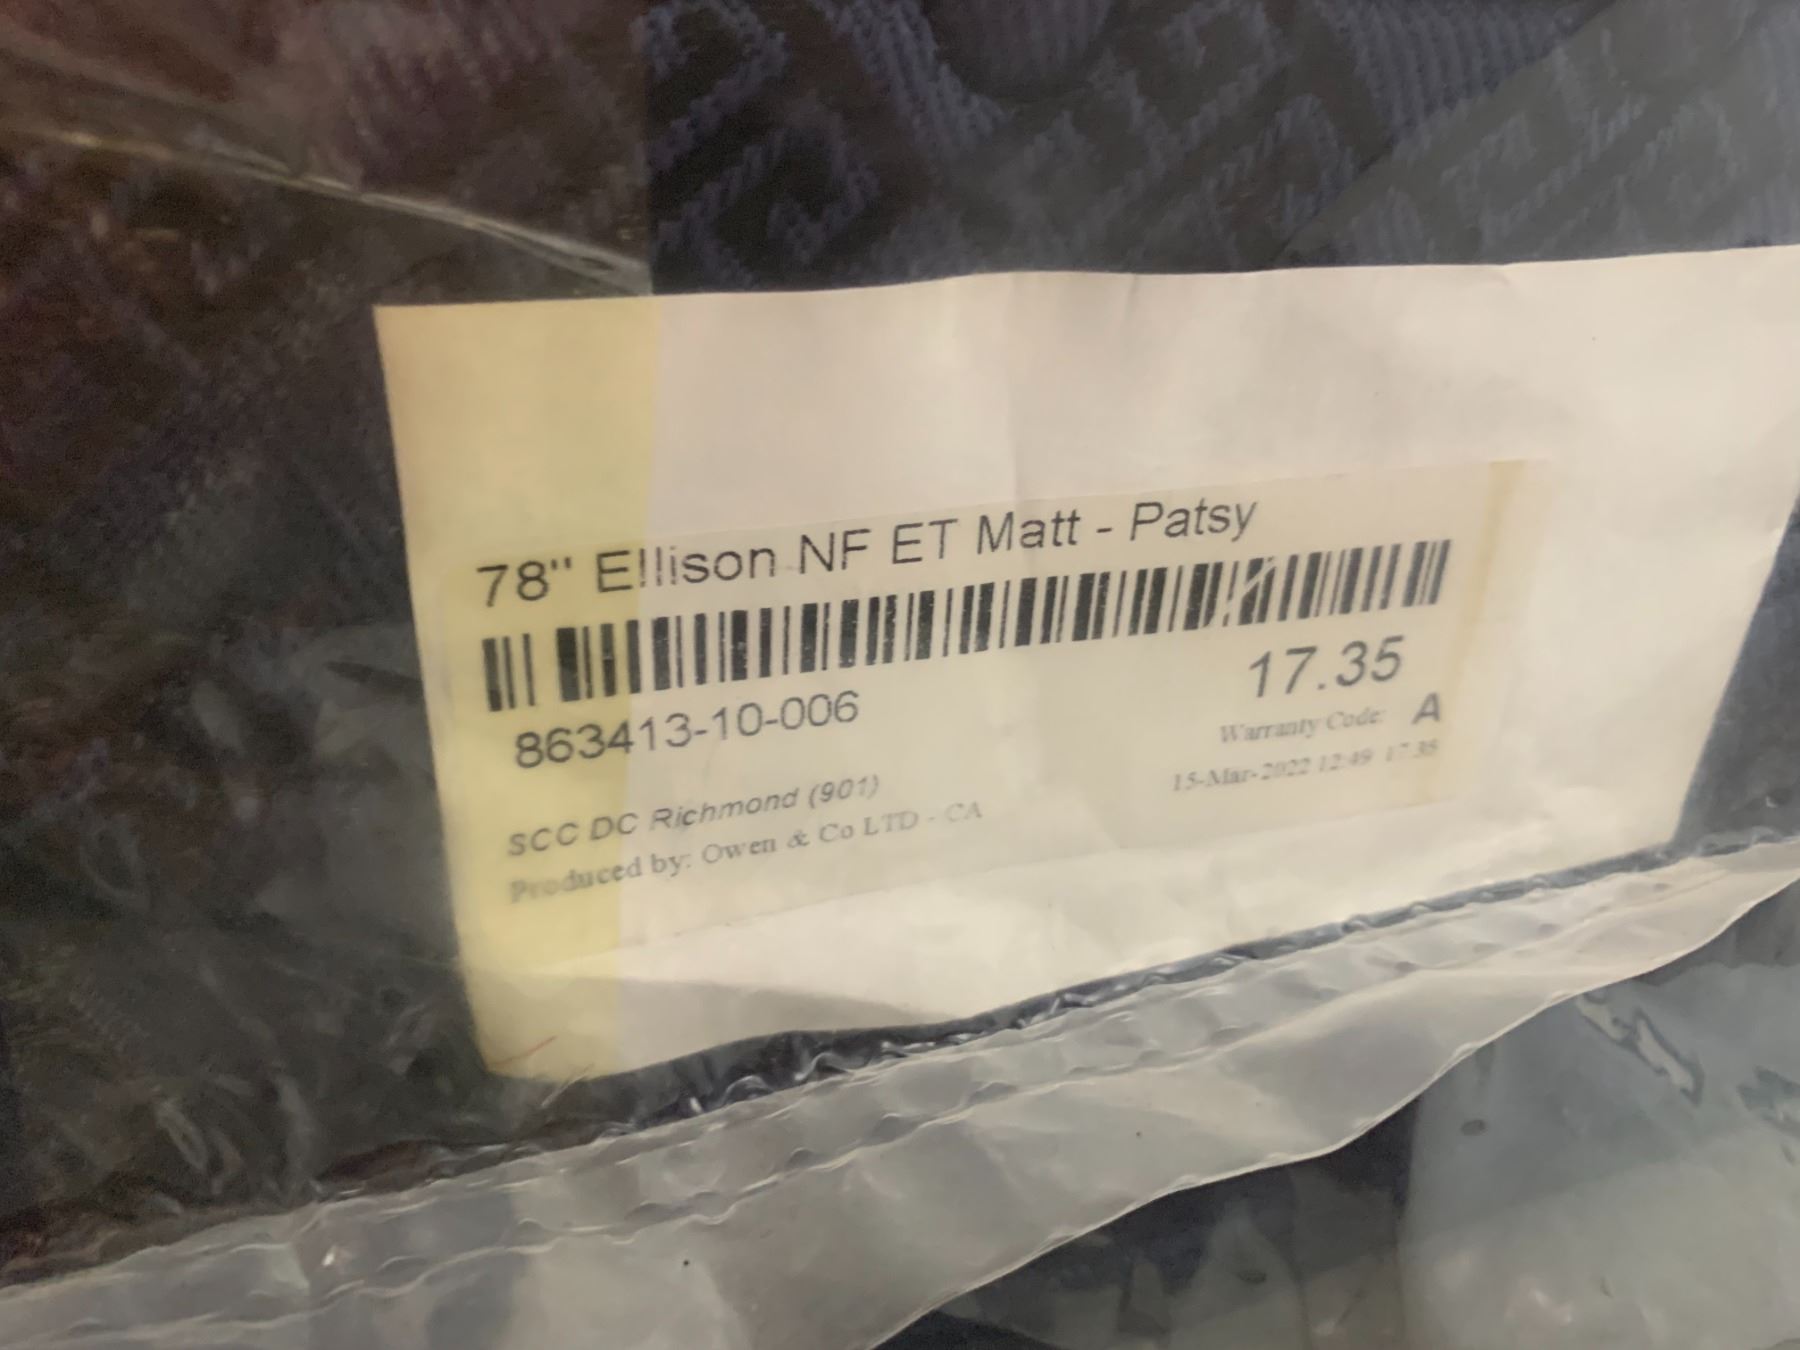 78" Ellison NF ET Matt - Patsy
863413-10-006
17.35
Warranty Code: A
15-Mar-2022 12:49 17.35
SCC DC Richmond (901)
Produced by: Owen & Co LTD - CA